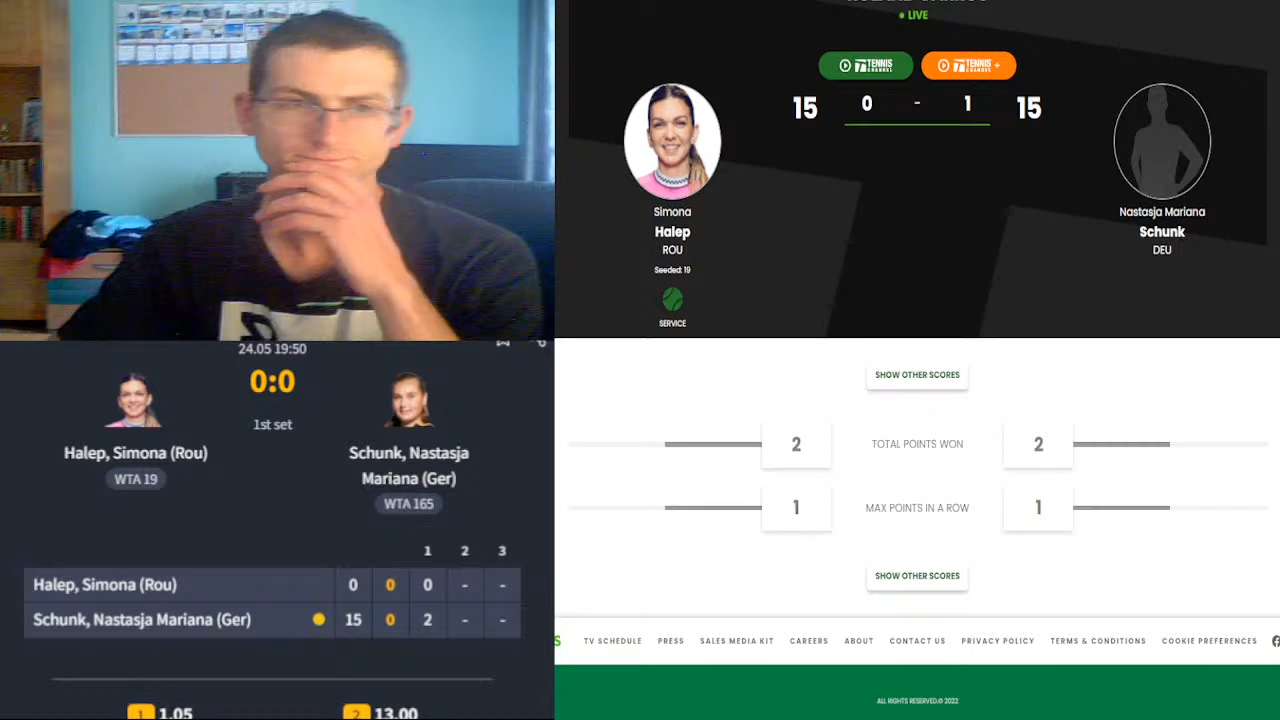 LIVE
TENNIS CHANNEL
TENNIS CHANNEL +
15 0 - 1 15
Simona
Halep
ROU
Seeded: 19
SERVICE
Nastasja Mariana
Schunk
DEU
24.05 19:50
0:0
1st set
Halep, Simona (Rou)
WTA 19
Schunk, Nastasja
Mariana (Ger)
WTA 165
1 2 3
Halep, Simona (Rou) 0 0 0 - -
Schunk, Nastasja Mariana (Ger) 15 0 2 - -
1 1.05 2 13.00
SHOW OTHER SCORES
2 TOTAL POINTS WON 2
1 MAX POINTS IN A ROW 1
SHOW OTHER SCORES
S TV SCHEDULE PRESS SALES MEDIA KIT CAREERS ABOUT CONTACT US PRIVACY POLICY TERMS & CONDITIONS COOKIE PREFERENCES
ALL RIGHTS RESERVED.© 2022